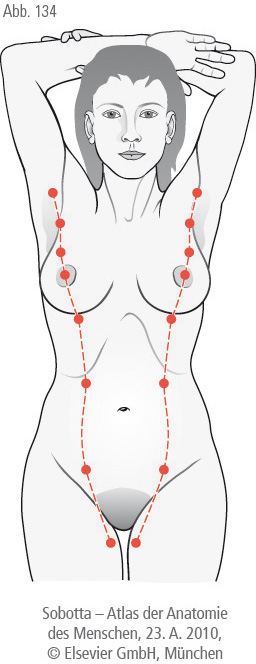 Abb. 134
Sobotta – Atlas der Anatomie
des Menschen, 23. A. 2010,
© Elsevier GmbH, München